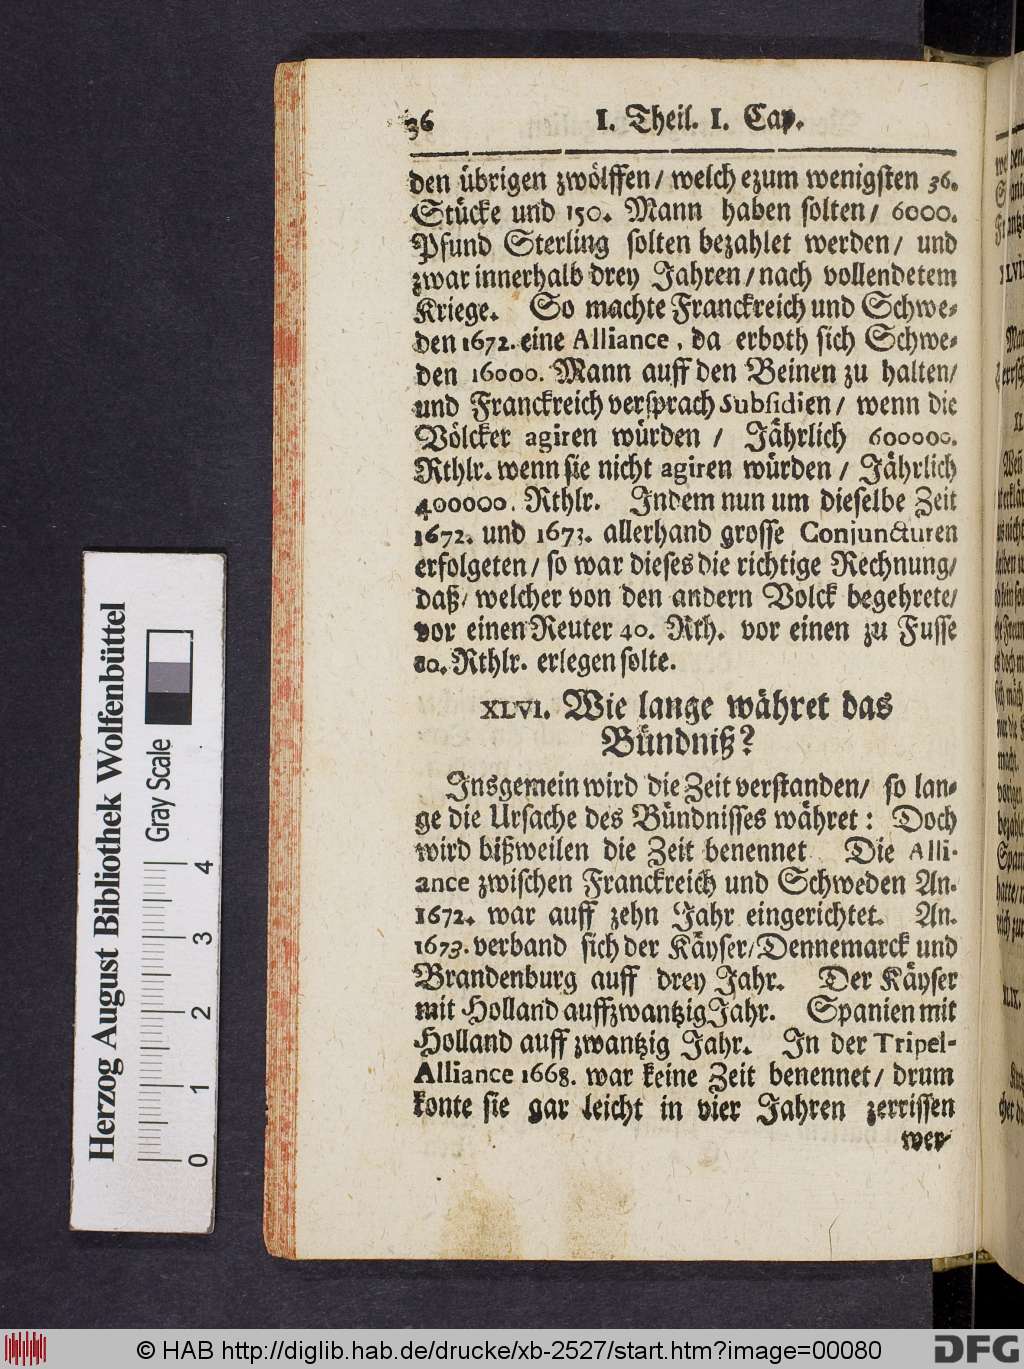 36 I. Theil. I. Cap.
den übrigen zwölffen/ welch ezum wenigsten 36.
Stücke und 150. Mann haben solten/ 6000.
Pfund Sterling solten bezahlet werden/ und
zwar innerhalb drey Jahren/ nach vollendetem
Kriege. So machte Franckreich und Schwe-
den 1672. eine Alliance, da erboth sich Schwe-
den 16000. Mann auff den Beinen zu halten/
und Franckreich versprach Subsidien/ wenn die
Völcker agiren würden / Jährlich 600000.
Rthlr. wenn sie nicht agiren würden / Jährlich
400000. Rthlr. Indem nun um dieselbe Zeit
1672. und 1673. allerhand grosse Conjuncturen
erfolgeten/ so war dieses die richtige Rechnung/
daß/ welcher von den andern Volck begehrete/
vor einen Reuter 40. Rth. vor einen zu Fusse
Rthlr. erlegen solte.
XLVI. Wie lange währet das
Bündniß?
Insgemein wird die Zeit verstanden/ so lan-
ge die Ursache des Bündnisses währet: Doch
wird bißweilen die Zeit benennet Die Alli-
ance zwischen Franckreich und Schweden An.
1672. war auff zehn Jahr eingerichtet. An.
1673. verband sich der Käyser/ Dennemarck und
Brandenburg auff drey Jahr. Der Käyser
mit Holland auff zwantzig Jahr. Spanien mit
Holland auff zwantzig Jahr. In der Tripel-
Alliance 1668. war keine Zeit benennet/ drum
konte sie gar leicht in vier Jahren zerrissen
wer-
Herzog August Bibliothek Wolfenbüttel
Gray Scale
0 1 2 3 4
© HAB http://diglib.hab.de/drucke/xb-2527/start.htm?image=00080
DFG